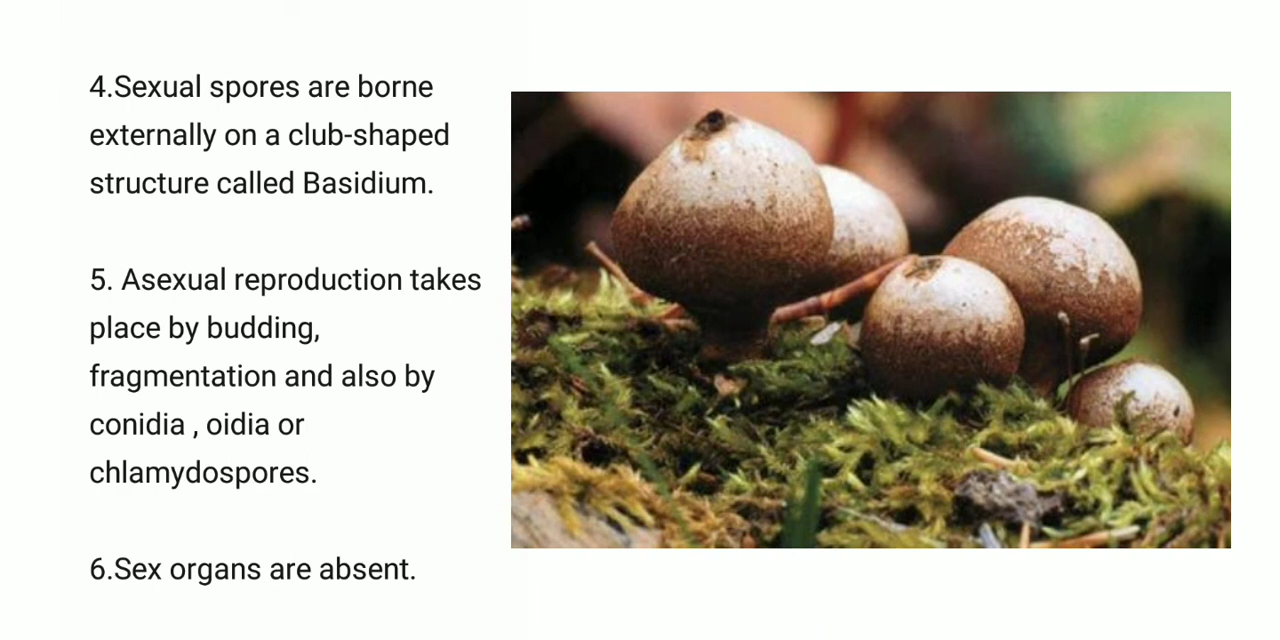 4.Sexual spores are borne
externally on a club-shaped
structure called Basidium.
5. Asexual reproduction takes
place by budding,
fragmentation and also by
conidia , oidia or
chlamydospores.
6.Sex organs are absent.